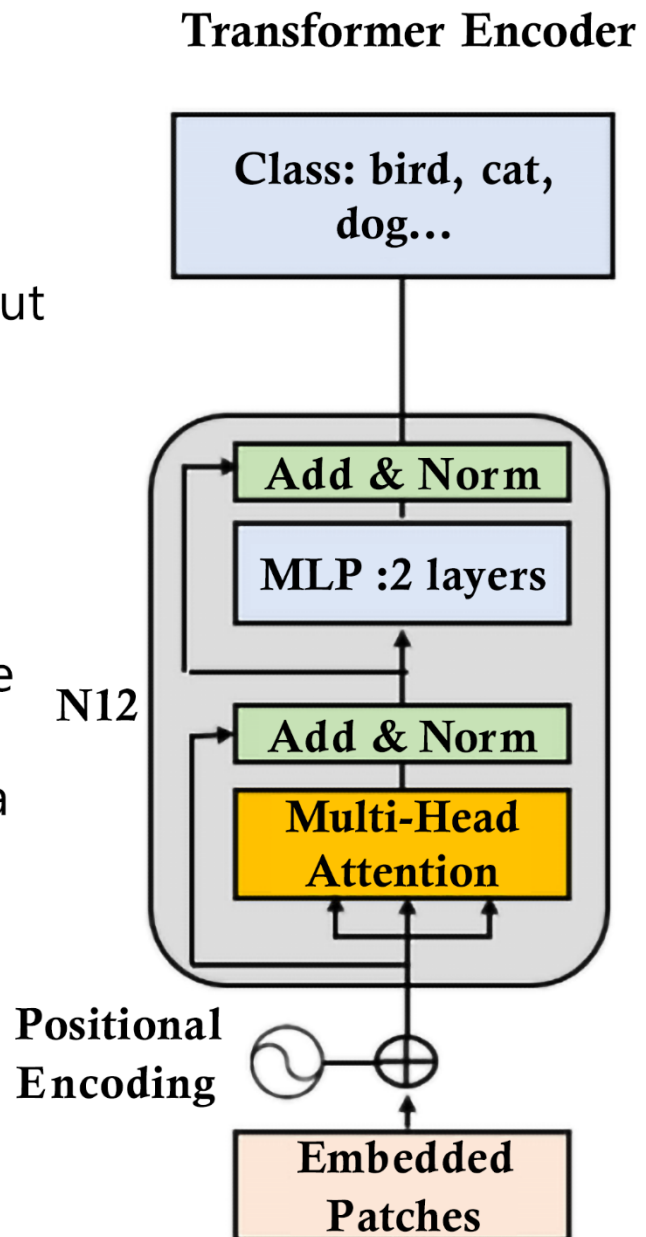 Transformer Encoder
Class: bird, cat,
dog...
ut
Add & Norm
MLP :2 layers
e
N12
Add & Norm
a
Multi-Head
Attention
Positional
Encoding
Embedded
Patches